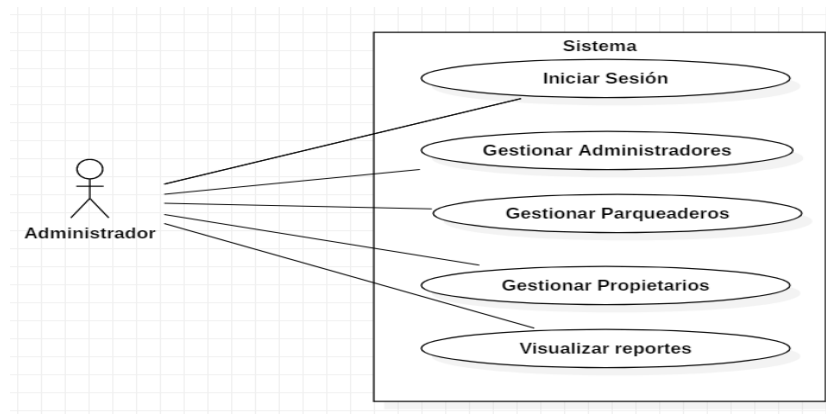 Sistema
Iniciar Sesión
Gestionar Administradores
Gestionar Parqueaderos
Administrador
Gestionar Propietarios
Visualizar reportes